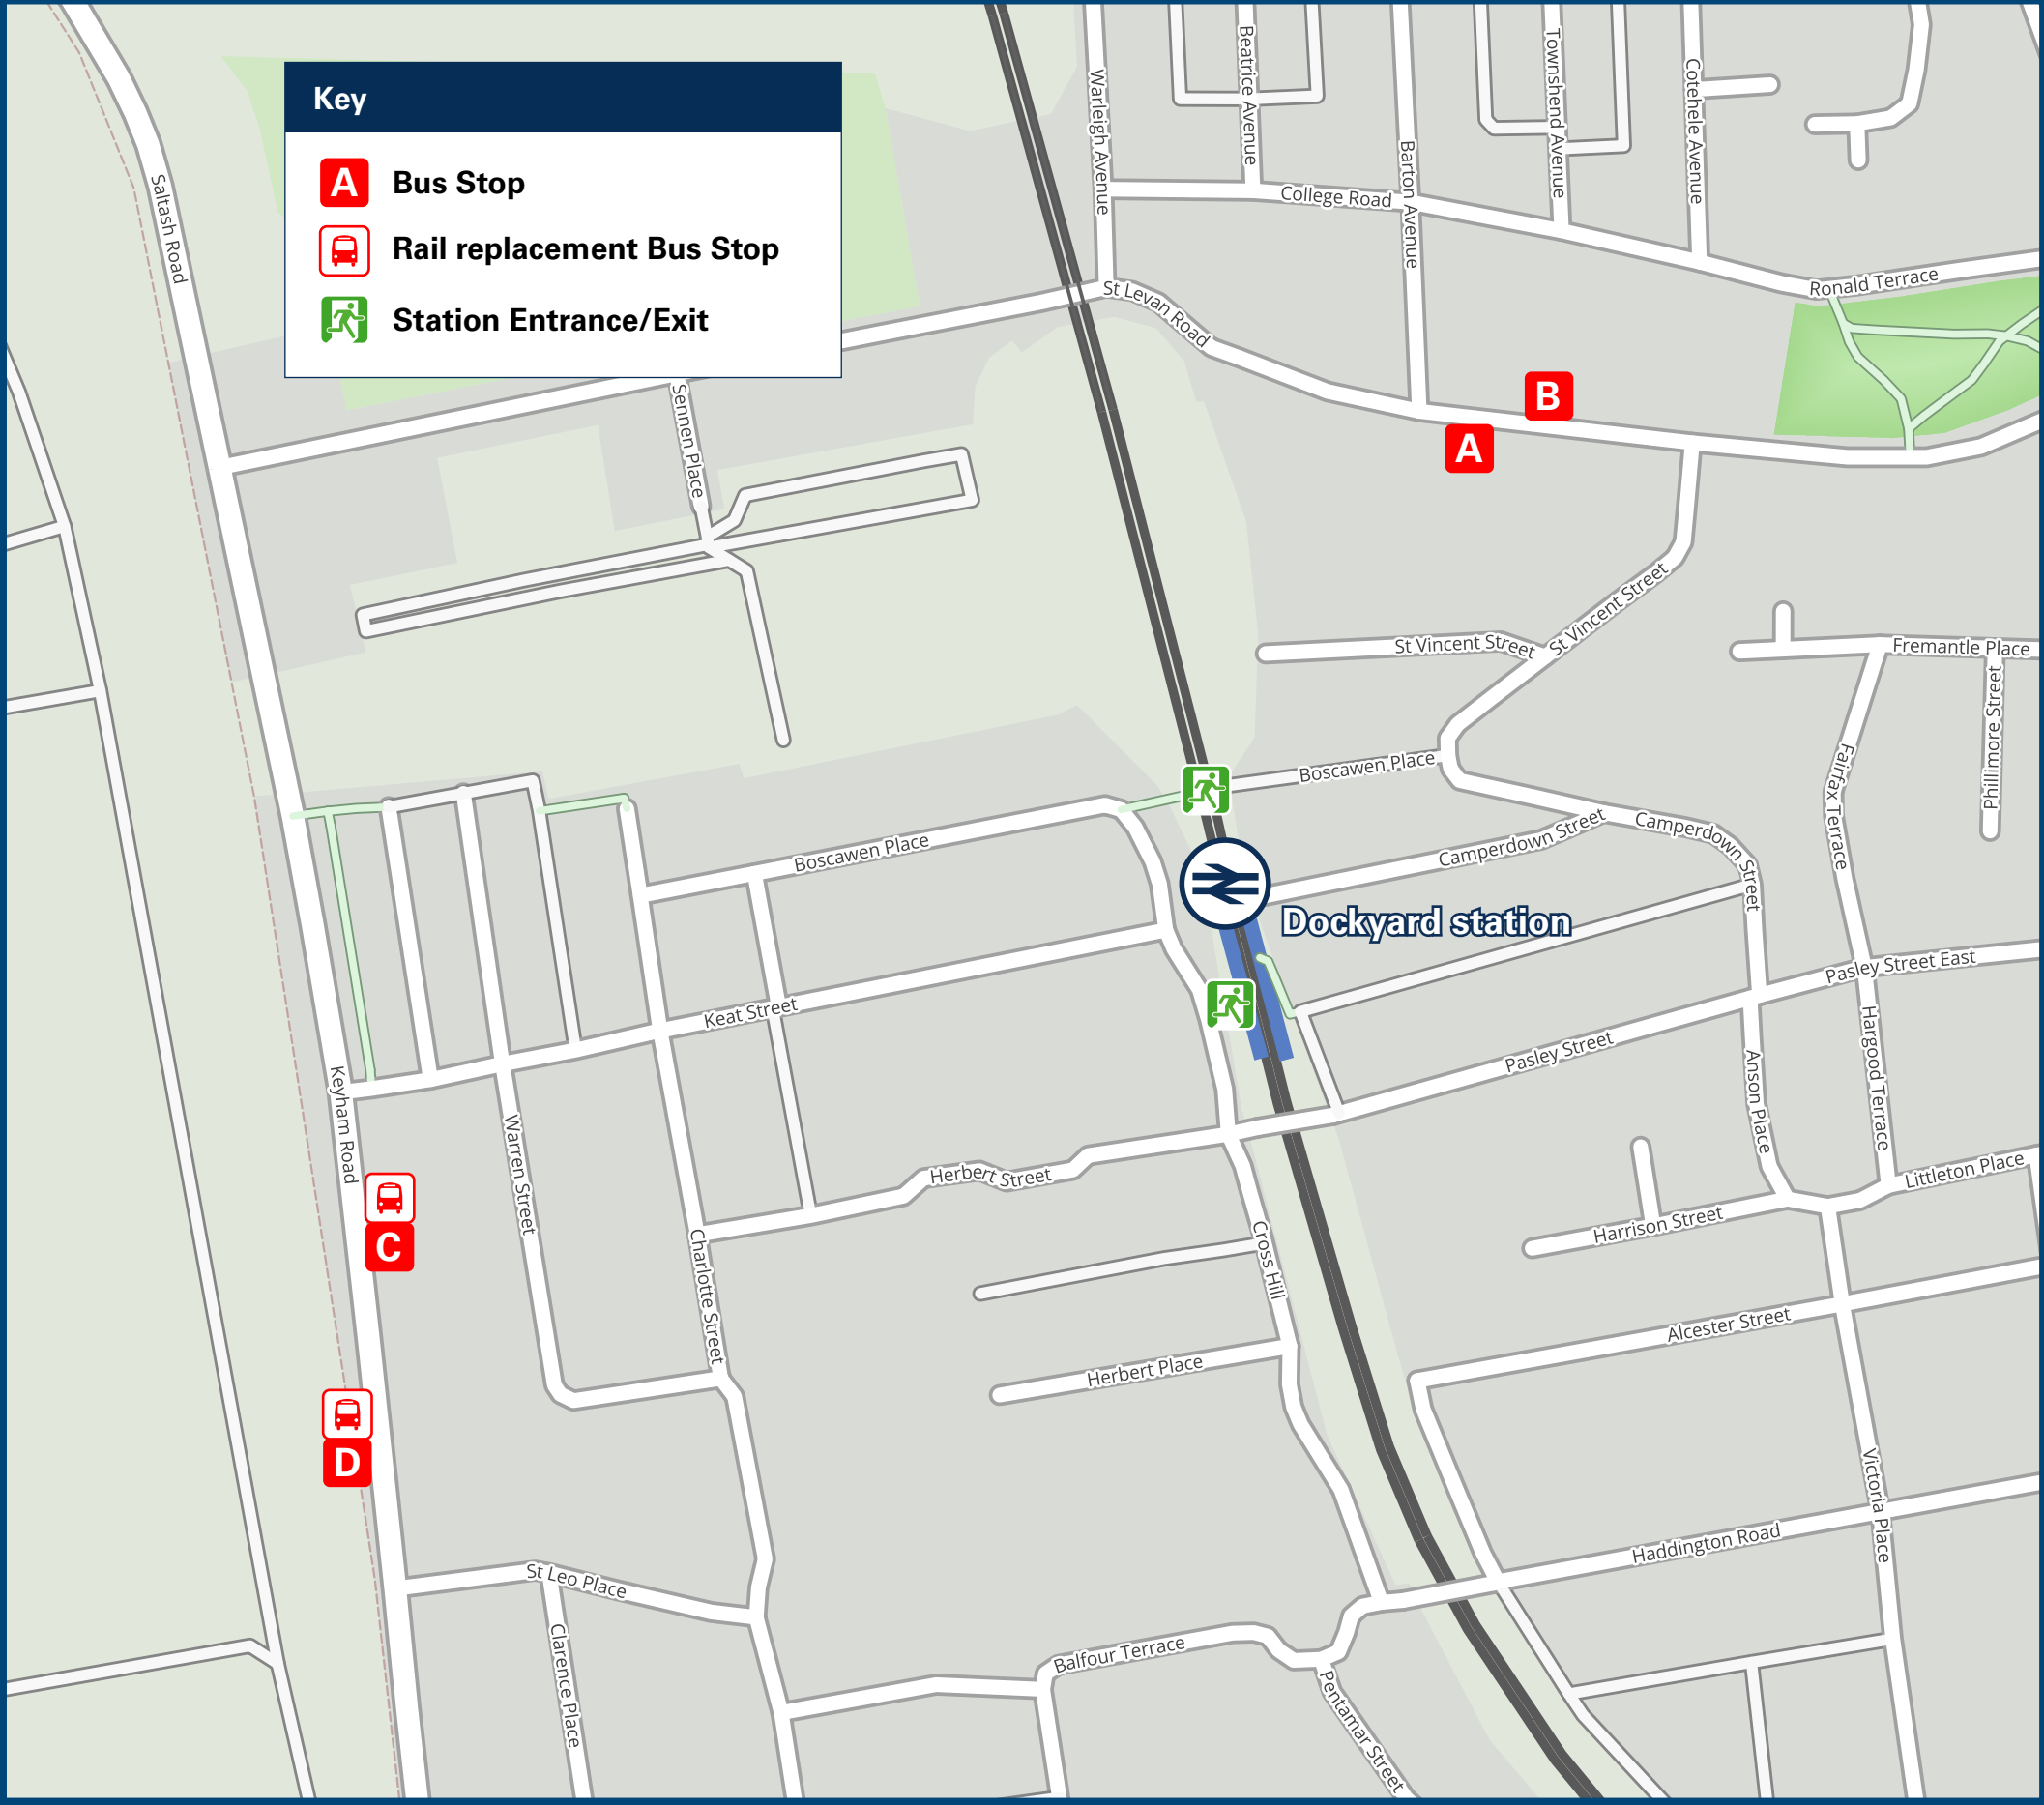 Key
A Bus Stop
Rail replacement Bus Stop
Station Entrance/Exit
Saltash Road
Warleigh Avenue
Beatrice Avenue
College Road
Barton Avenue
Townshend Avenue
Cotehele Avenue
Ronald Terrace
St Levan Road
B
A
Sennen Place
St Vincent Street
St Vincent Street
Fremantle Place
Phillimore Street
Fairfax Terrace
Boscawen Place
Camperdown Street
Camperdown Street
Boscawen Place
Dockyard station
Pasley Street East
Keat Street
Pasley Street
Hargood Terrace
Anson Place
Keyham Road
Warren Street
Herbert Street
Littleton Place
Harrison Street
C
Charlotte Street
Cross Hill
Alcester Street
Herbert Place
D
Victoria Place
Haddington Road
St Leo Place
Clarence Place
Balfour Terrace
Pentamar Street